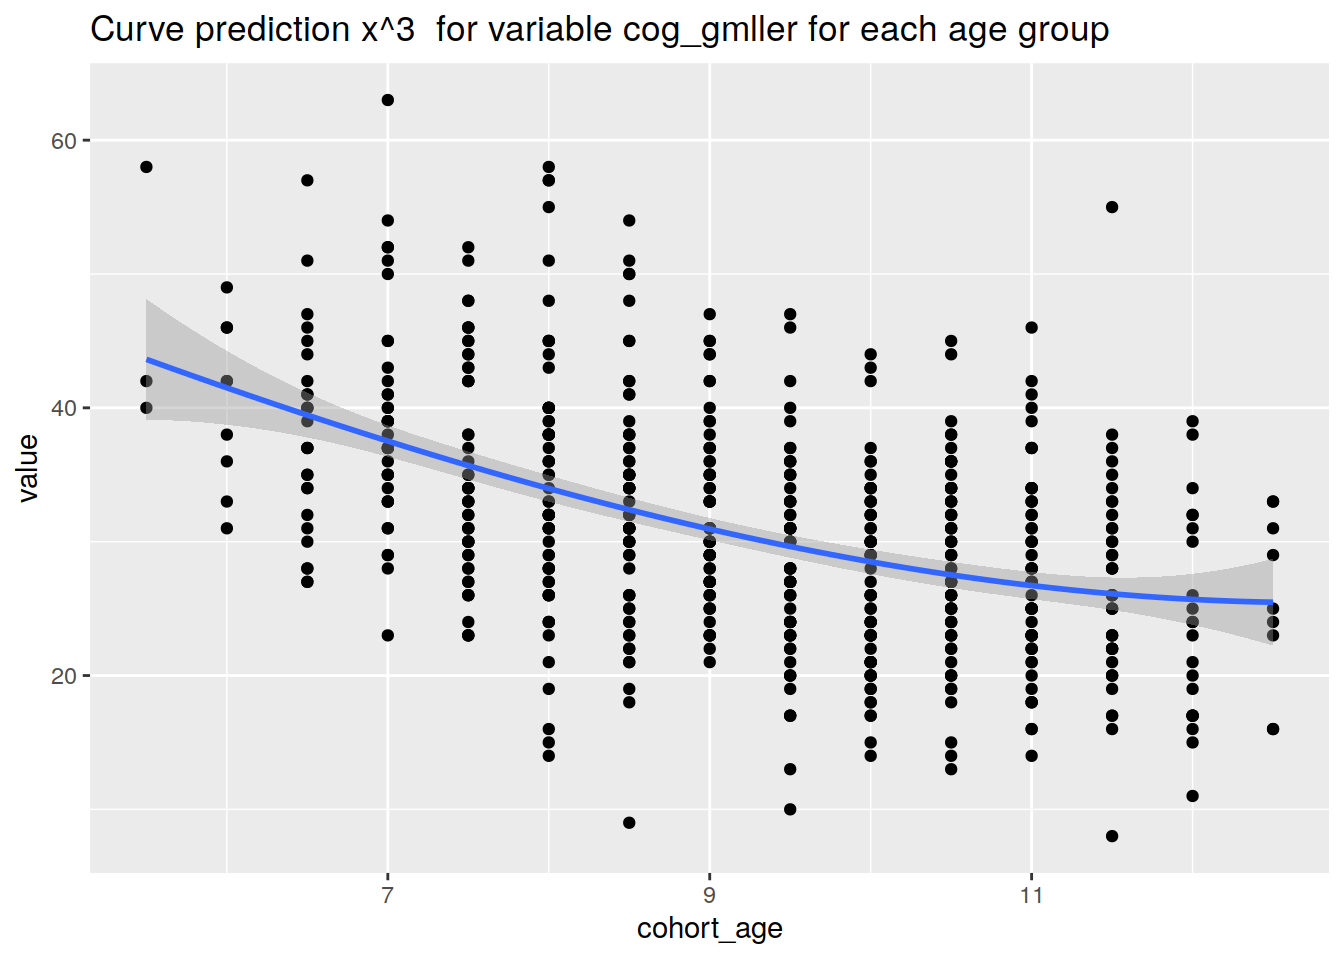 Curve prediction x^3  for variable cog_gmller for each age group
60
40
20
value
7 9 11
cohort_age